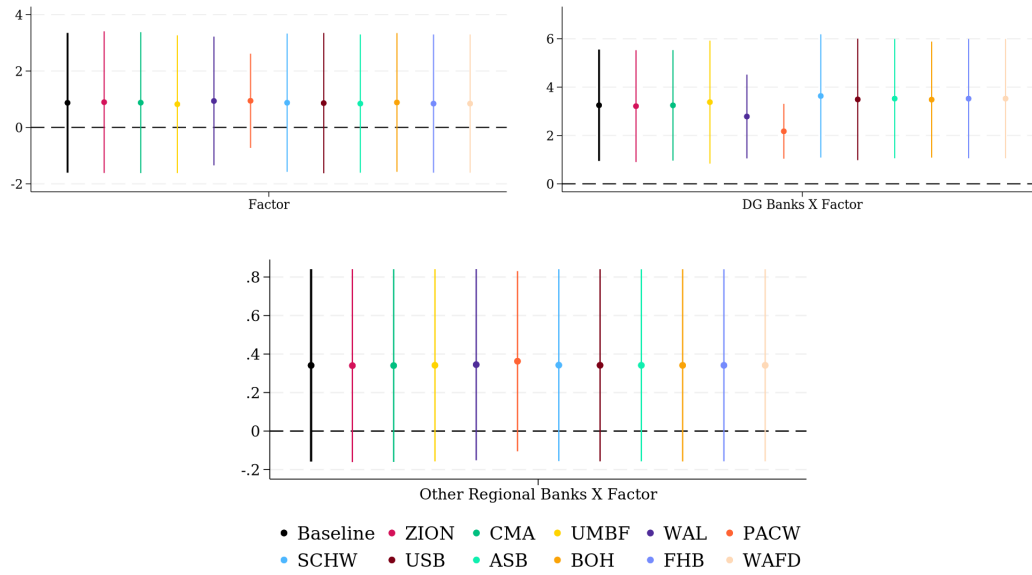 4
2
0
-2
Factor
6
4
2
0
DG Banks X Factor
.8
.6
.4
.2
0
-.2
Other Regional Banks X Factor
Baseline ZION CMA UMBF WAL PACW
SCHW USB ASB BOH FHB WAFD